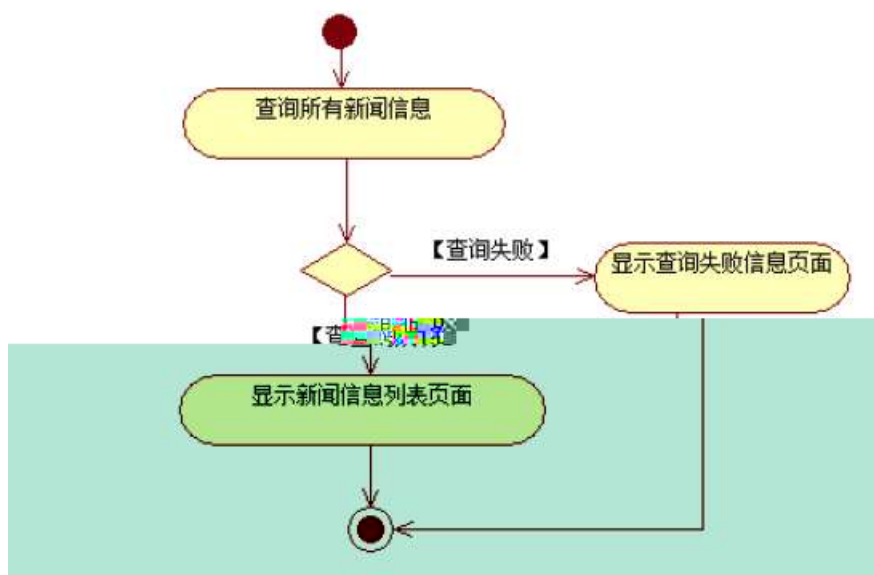 查询所有新闻信息
【查询失败】
显示查询失败信息页面
【查
显示新闻信息列表页面